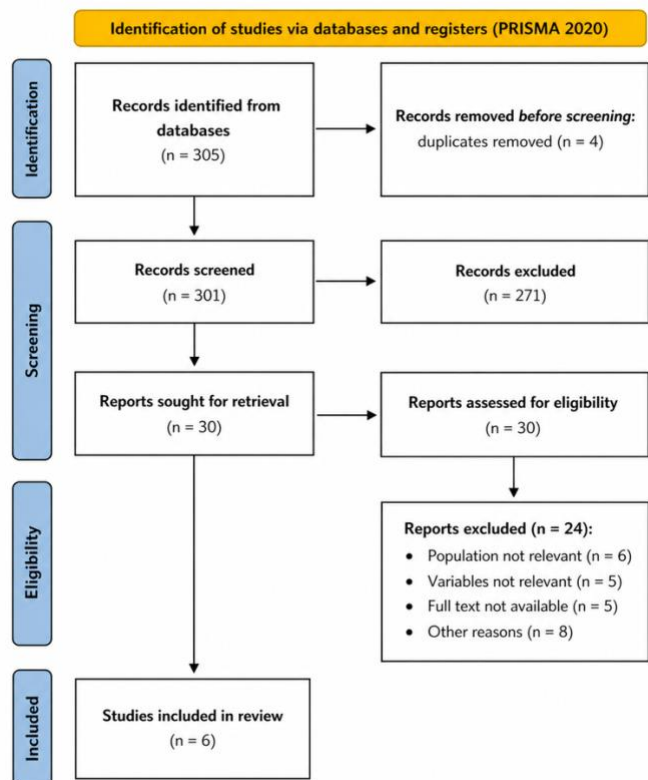 Identification of studies via databases and registers (PRISMA 2020)
Identification
Records identified from
databases
(n = 305)
Records removed before screening:
duplicates removed (n = 4)
Screening
Records screened
(n = 301)
Records excluded
(n = 271)
Reports sought for retrieval
(n = 30)
Reports assessed for eligibility
(n = 30)
Eligibility
Reports excluded (n = 24):
• Population not relevant (n = 6)
• Variables not relevant (n = 5)
• Full text not available (n = 5)
• Other reasons (n = 8)
Included
Studies included in review
(n = 6)